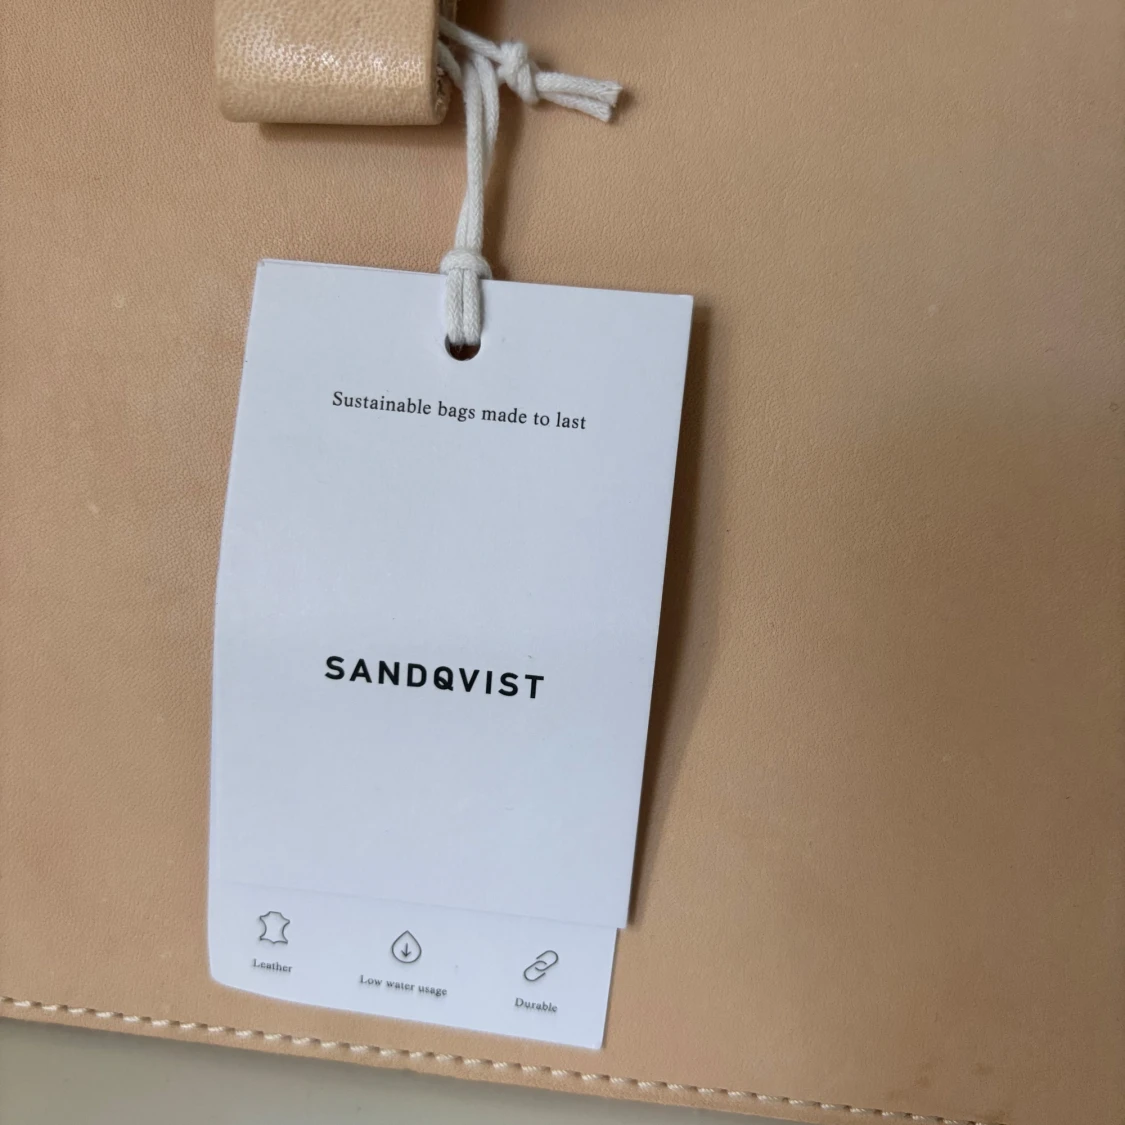 Sustainable bags made to last
SANDQVIST
Leather
Low water usage
Durable